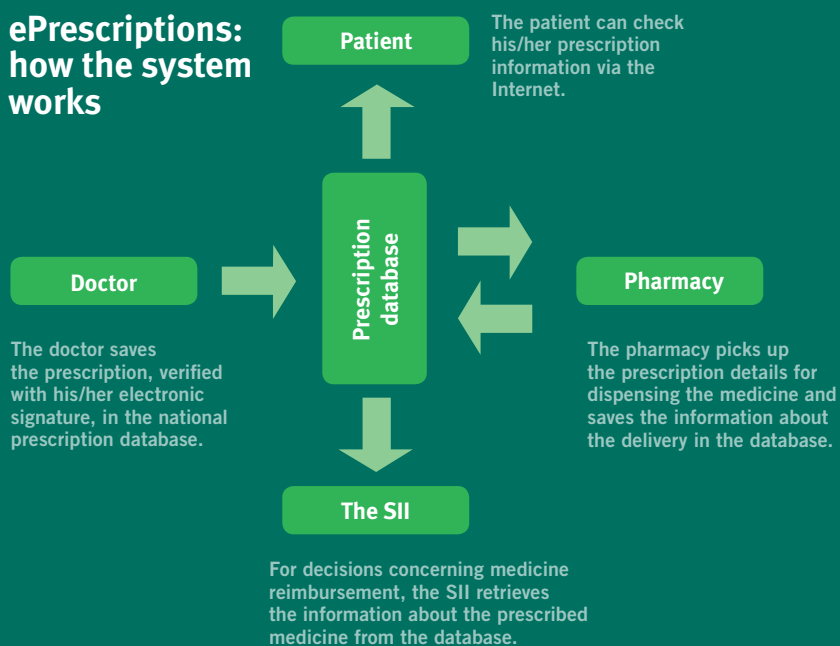 ePrescriptions:
how the system
works
Patient
The patient can check
his/her prescription
information via the
Internet.
Prescription
database
Doctor
The doctor saves
the prescription, verified
with his/her electronic
signature, in the national
prescription database.
Pharmacy
The pharmacy picks up
the prescription details for
dispensing the medicine and
saves the information about
the delivery in the database.
The SII
For decisions concerning medicine
reimbursement, the SII retrieves
the information about the prescribed
medicine from the database.